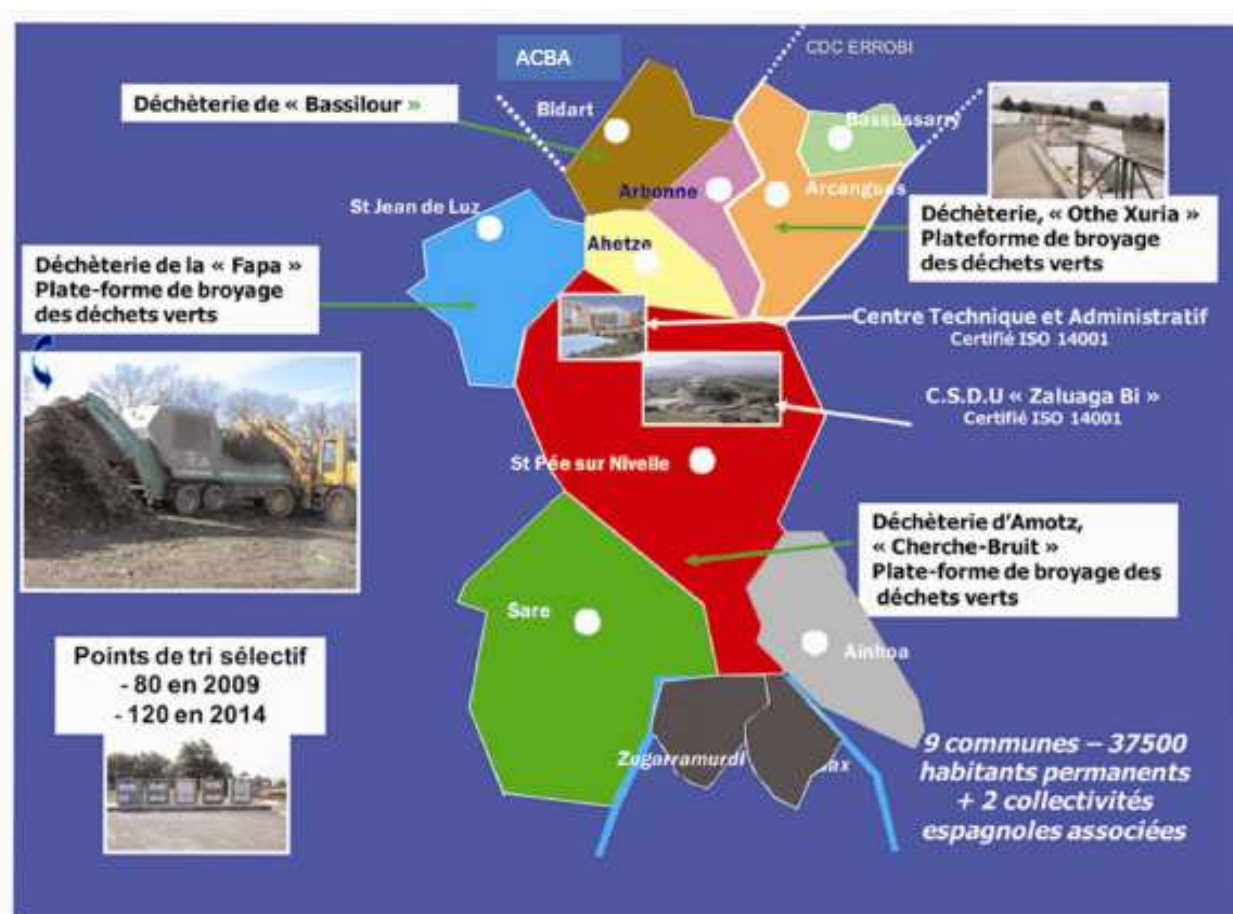 ACBA
CDC ERROBI
Déchèterie de « Bassilour »
Bidart
Bassussarry
Arbonne
Arcangues
St Jean de Luz
Ahetze
Déchèterie, « Othe Xuria »
Plateforme de broyage
des déchets verts
Déchèterie de la « Fapa »
Plate-forme de broyage
des déchets verts
Centre Technique et Administratif
Certifié ISO 14001
C.S.D.U « Zaluaga Bi »
Certifié ISO 14001
St Pée sur Nivelle
Déchèterie d'Amotz,
« Cherche-Bruit »
Plate-forme de broyage des
déchets verts
Sare
Ainhoa
Points de tri sélectif
- 80 en 2009
- 120 en 2014
Zugarramurdi
9 communes – 37500
habitants permanents
+ 2 collectivités
espagnoles associées